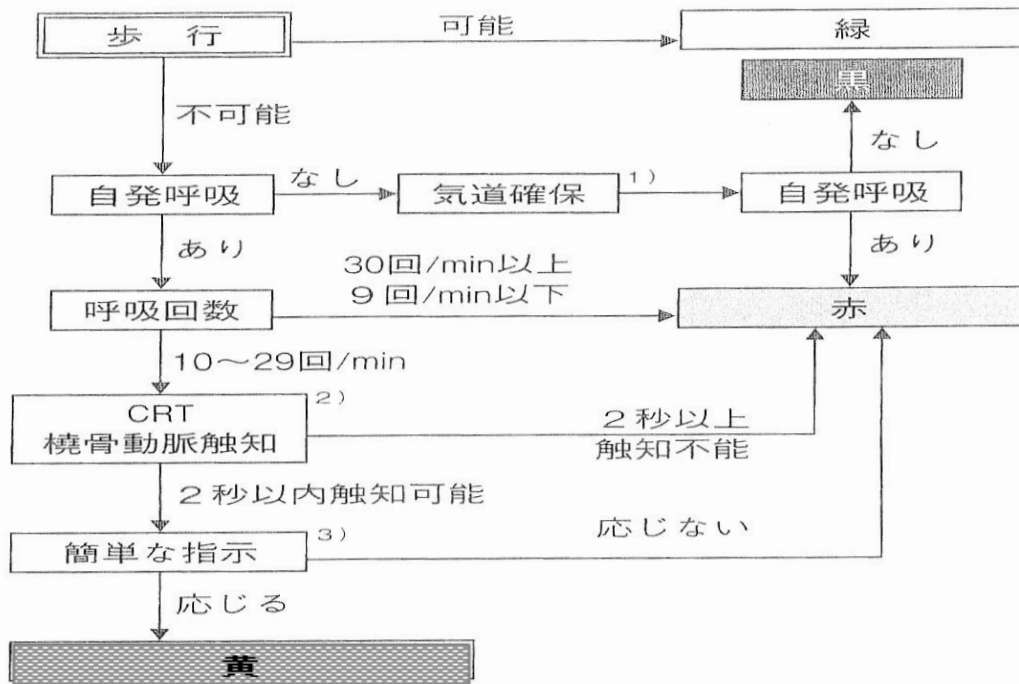 歩 行
可能
緑
黒
不可能
なし
自発呼吸
なし
気道確保
1)
自発呼吸
あり
あり
30回/min以上
9回/min以下
呼吸回数
赤
10～29回/min
2)
CRT
橈骨動脈触知
2秒以上
触知不能
2秒以内触知可能
3)
簡単な指示
応じない
応じる
黄